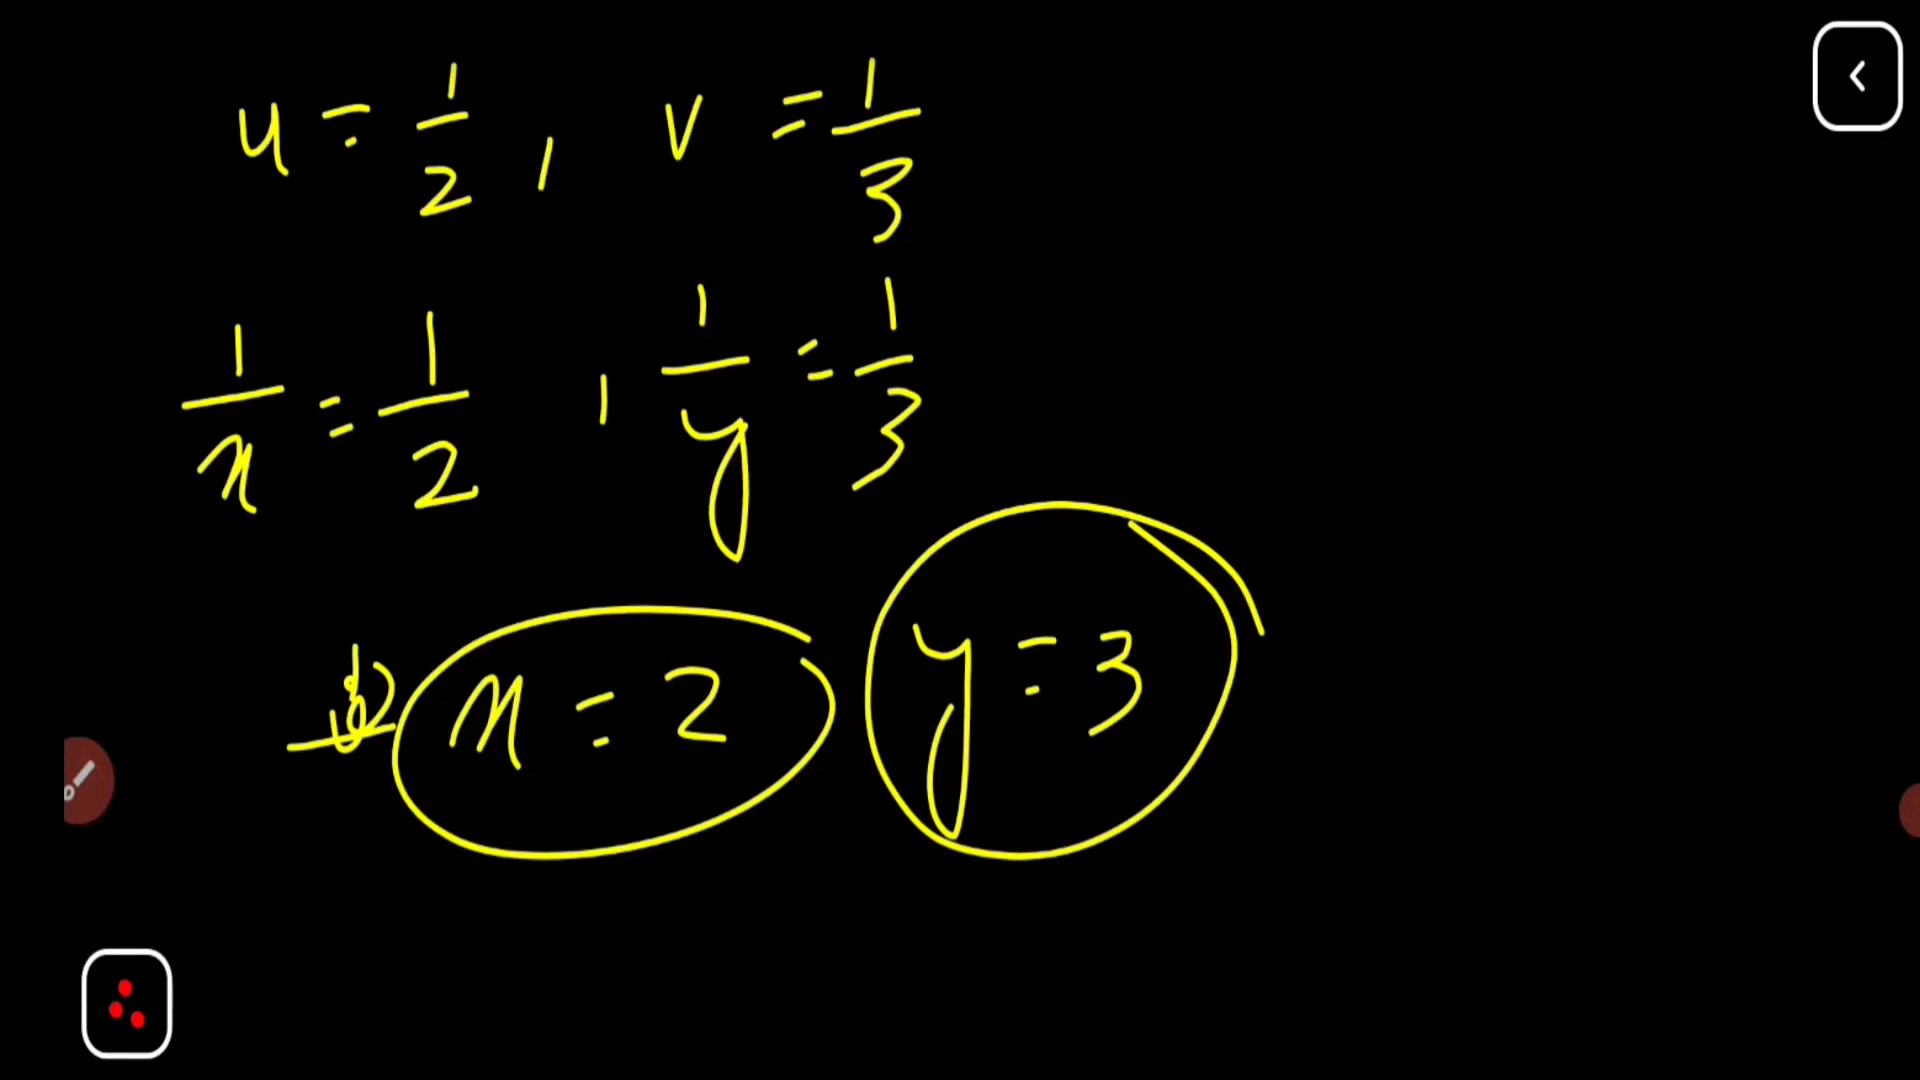 u = 1/2 , v = 1/3
1/x = 1/2 , 1/y = 1/3
x = 2 y = 3